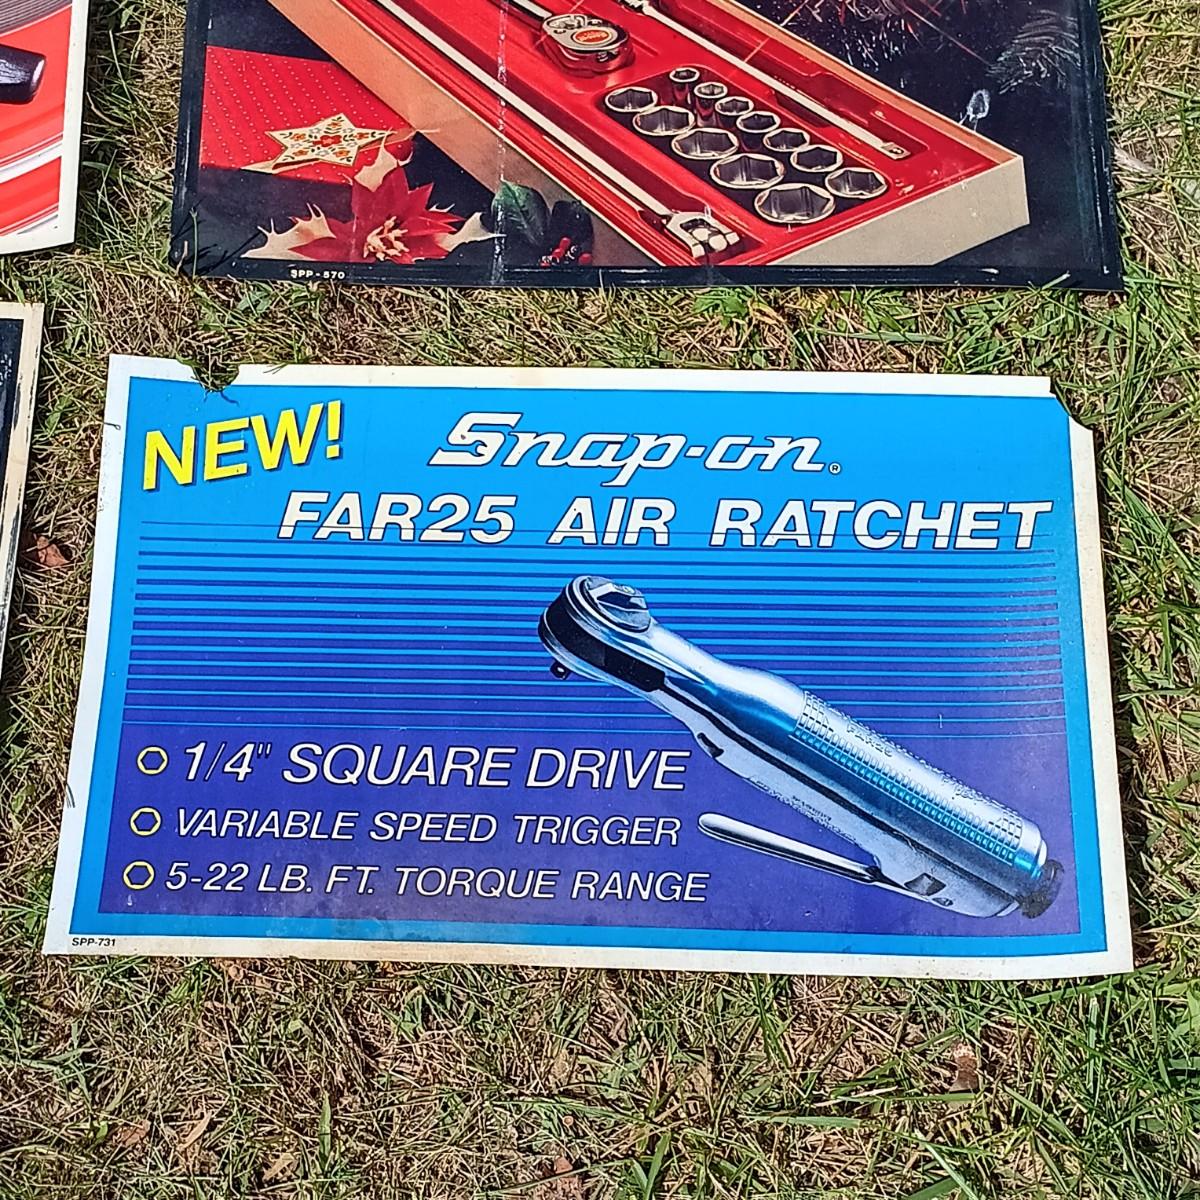 SPP-570
NEW!
Snap-on®
FAR25 AIR RATCHET
1/4" SQUARE DRIVE
VARIABLE SPEED TRIGGER
5-22 LB. FT. TORQUE RANGE
SPP-731